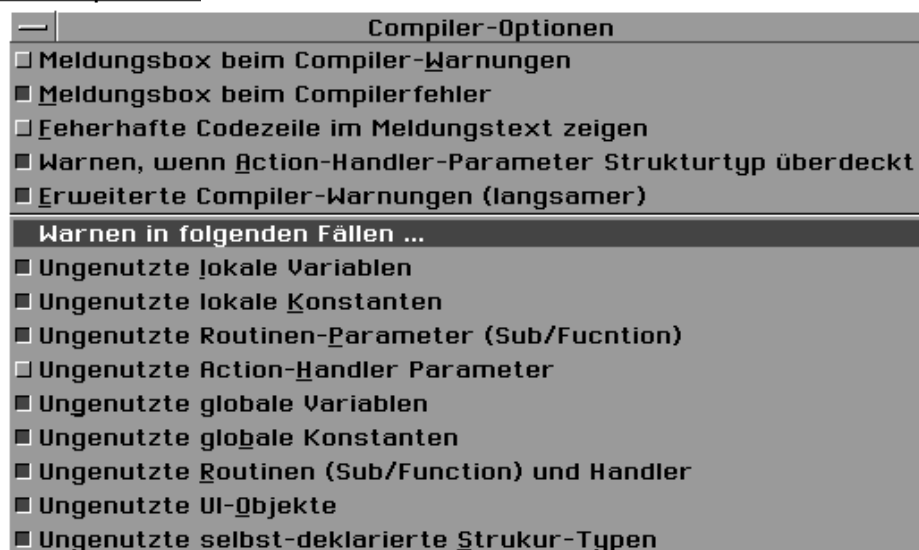 Compiler-Optionen
Meldungsbox beim Compiler-Warnungen
Meldungsbox beim Compilerfehler
Feherhafte Codezeile im Meldungstext zeigen
Warnen, wenn Action-Handler-Parameter Strukturtyp überdeckt
Erweiterte Compiler-Warnungen (langsamer)
Warnen in folgenden Fällen ...
Ungenutzte lokale Variablen
Ungenutzte lokale Konstanten
Ungenutzte Routinen-Parameter (Sub/Fucntion)
Ungenutzte Action-Handler Parameter
Ungenutzte globale Variablen
Ungenutzte globale Konstanten
Ungenutzte Routinen (Sub/Function) und Handler
Ungenutzte UI-Objekte
Ungenutzte selbst-deklarierte Strukur-Typen